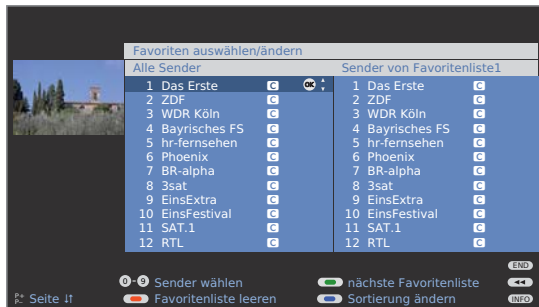 Favoriten auswählen/ändern
Alle Sender Sender von Favoritenliste1
1 Das Erste C OK 1 Das Erste C
2 ZDF C 2 ZDF C
3 WDR Köln C 3 WDR Köln C
4 Bayrisches FS C 4 Bayrisches FS C
5 hr-fernsehen C 5 hr-fernsehen C
6 Phoenix C 6 Phoenix C
7 BR-alpha C 7 BR-alpha C
8 3sat C 8 3sat C
9 EinsExtra C 9 EinsExtra C
10 EinsFestival C 10 EinsFestival C
11 SAT.1 C 11 SAT.1 C
12 RTL C 12 RTL C
END
0-9 Sender wählen nächste Favoritenliste
P+ P- Seite Favoritenliste leeren Sortierung ändern INFO